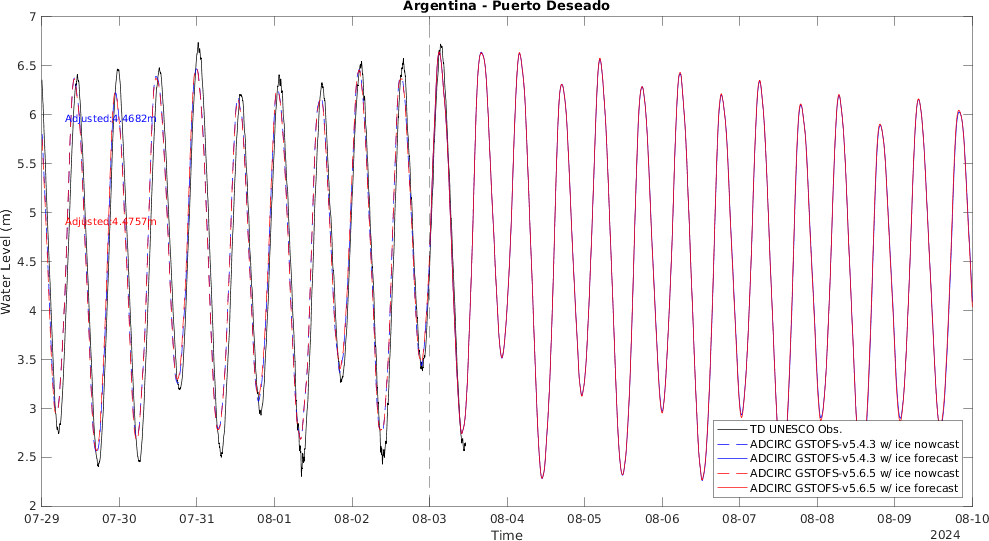 Argentina - Puerto Deseado
7
6.5
6
5.5
5
4.5
4
3.5
3
2.5
2
Water Level (m)
Adjusted:4.4682m
Adjusted:4.4757m
TD UNESCO Obs.
ADCIRC GSTOFS-v5.4.3 w/ ice nowcast
ADCIRC GSTOFS-v5.4.3 w/ ice forecast
ADCIRC GSTOFS-v5.6.5 w/ ice nowcast
ADCIRC GSTOFS-v5.6.5 w/ ice forecast
07-29 07-30 07-31 08-01 08-02 08-03 08-04 08-05 08-06 08-07 08-08 08-09 08-10
Time
2024